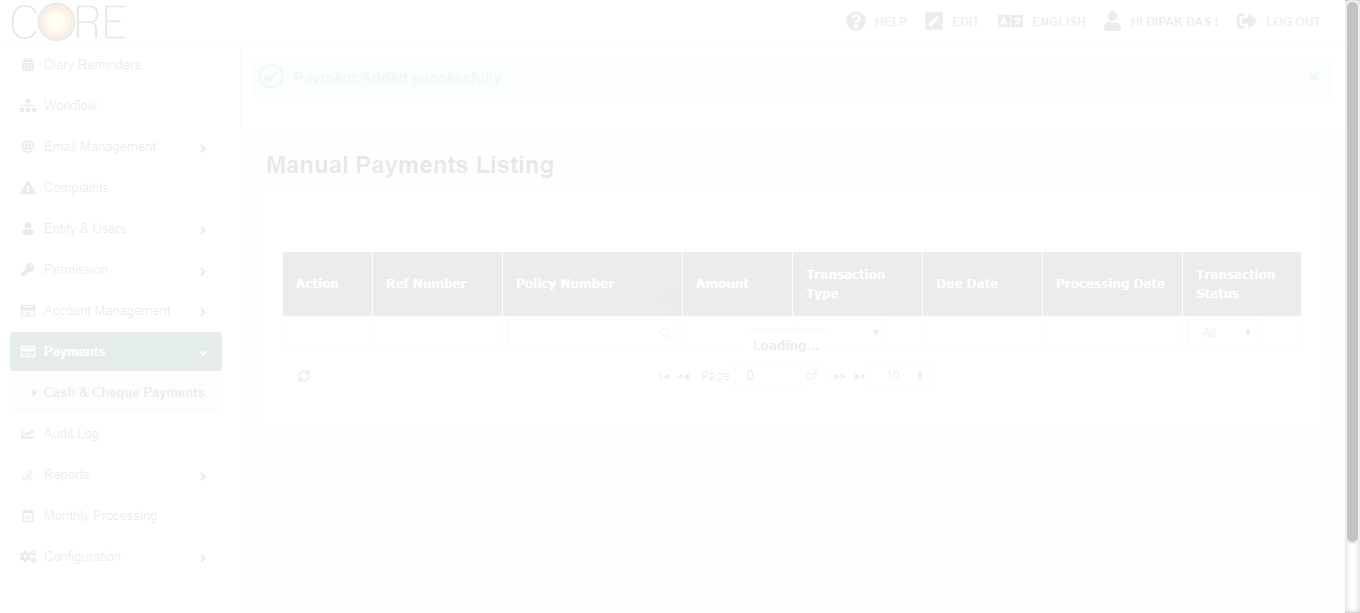 CORE
HELP
EDIT
ENGLISH
HI DIPAK DAS !
LOG OUT
Diary Reminders
Workflow
Email Management
Complaints
Entity & Users
Permission
Account Management
Payments
Cash & Cheque Payments
Audit Log
Reports
Monthly Processing
Configuration
Payment Added successfully
×
Manual Payments Listing
Action
Ref Number
Policy Number
Amount
Transaction
Type
Due Date
Processing Date
Transaction
Status
All
Loading...
Page 0 of
10